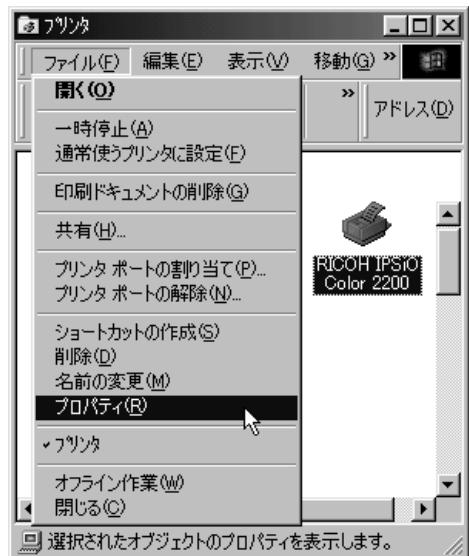 プリンタ
ファイル(F) 編集(E) 表示(V) 移動(G) »
開く(O)
» アドレス(D)
一時停止(A)
通常使うプリンタに設定(F)
印刷ドキュメントの削除(G)
共有(H)...
プリンタ ポートの割り当て(P)...
プリンタ ポートの解除(N)...
ショートカットの作成(S)
削除(D)
名前の変更(M)
プロパティ(R)
プリンタ
オフライン作業(W)
閉じる(C)
RICOH IPSiO
Color 2200
選択されたオブジェクトのプロパティを表示します。